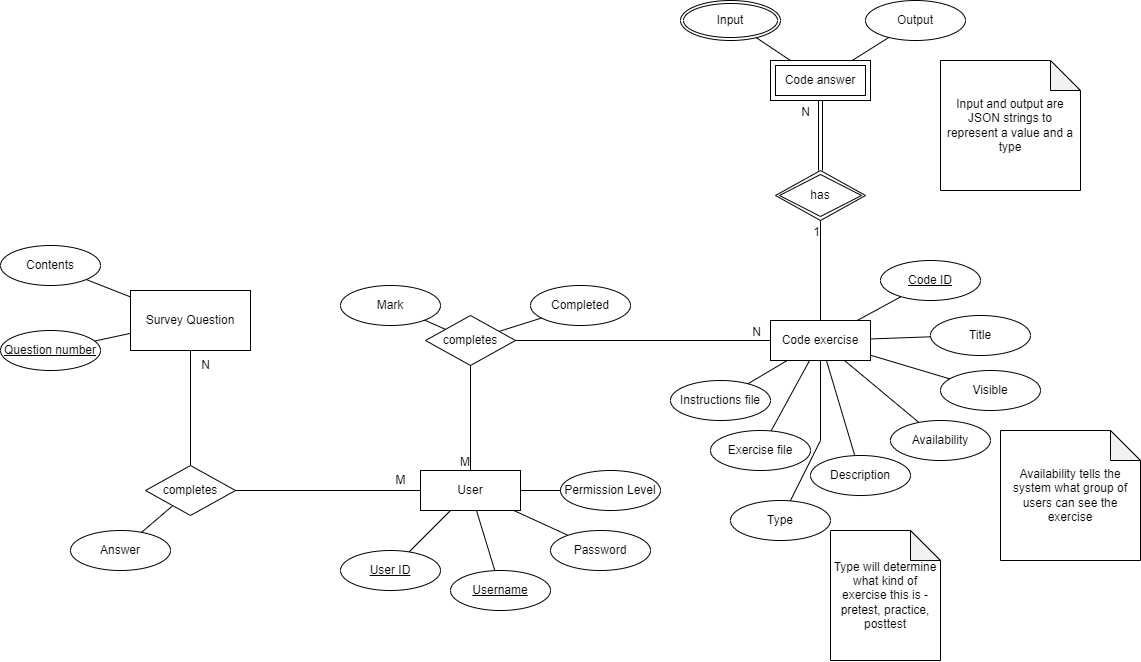 Input
Output
Code answer
Input and output are
JSON strings to
represent a value and a
type
N
has
1
Contents
Code ID
Survey Question
Mark
Completed
Question number
completes
N
Code exercise
Title
N
Visible
Instructions file
Availability
Exercise file
Description
Availability tells the
system what group of
users can see the
exercise
M
completes
M
User
Permission Level
Type
Answer
User ID
Username
Password
Type will determine
what kind of
exercise this is -
pretest, practice,
posttest